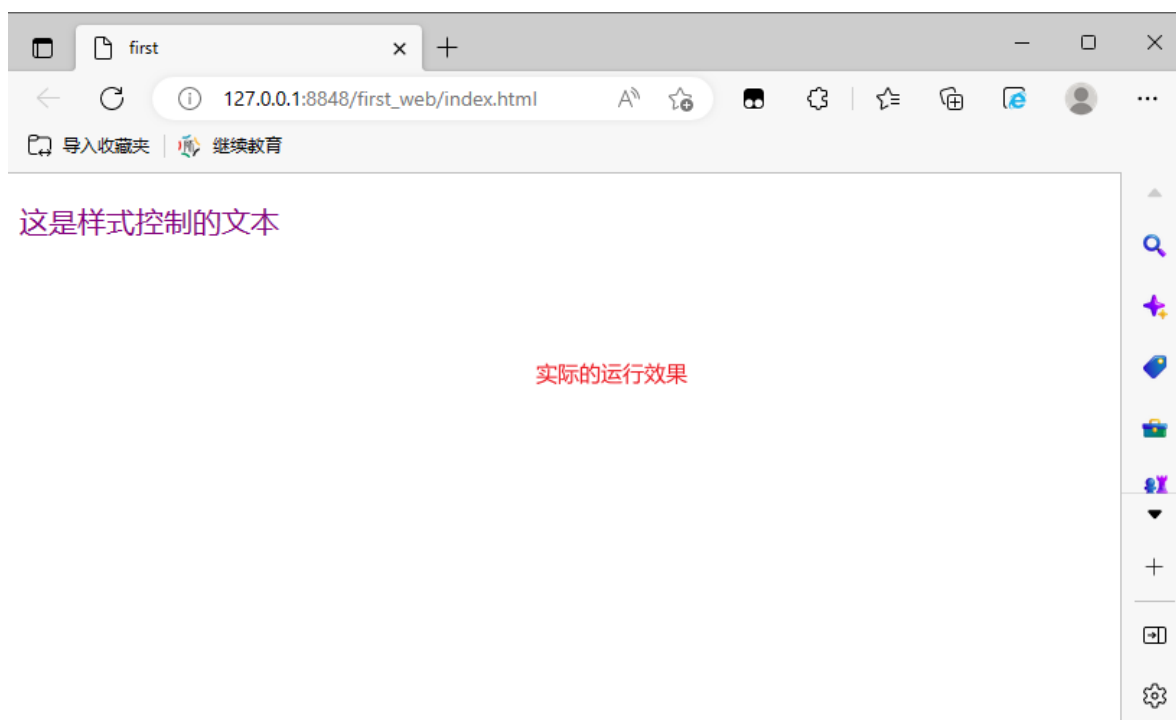 first
127.0.0.1:8848/first_web/index.html
导入收藏夹 继续教育
这是样式控制的文本
实际的运行效果